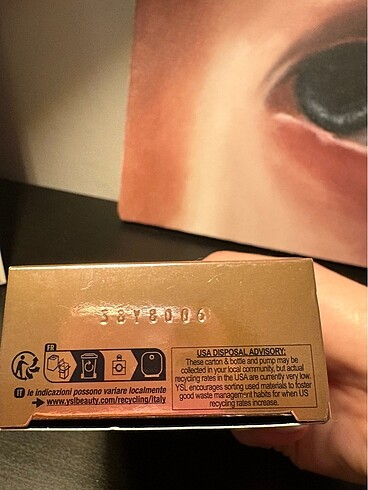 38Y8006
FR
USA DISPOSAL ADVISORY:
These carton & bottle and pump may be
collected in your local community, but actual
recycling rates in the USA are currently very low.
YSL encourages sorting used materials to foster
good waste management habits for when US
recycling rates increase.
IT le indicazioni possono variare localmente
www.yslbeauty.com/recycling/italy